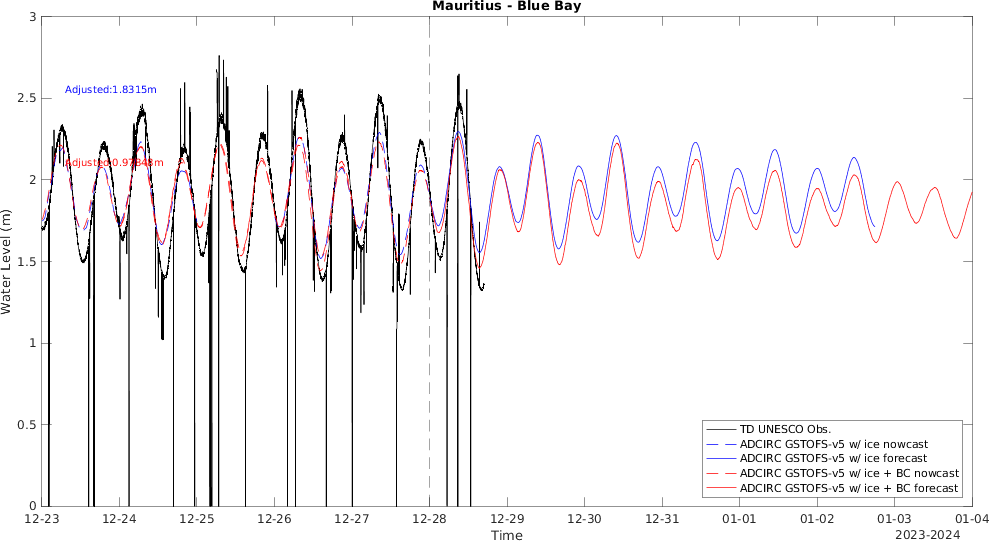 Mauritius - Blue Bay
3
2.5
2
1.5
1
0.5
0
Water Level (m)
Adjusted:1.8315m
Adjusted:0.97848m
TD UNESCO Obs.
ADCIRC GSTOFS-v5 w/ ice nowcast
ADCIRC GSTOFS-v5 w/ ice forecast
ADCIRC GSTOFS-v5 w/ ice + BC nowcast
ADCIRC GSTOFS-v5 w/ ice + BC forecast
12-23 12-24 12-25 12-26 12-27 12-28 12-29 12-30 12-31 01-01 01-02 01-03 01-04
Time
2023-2024